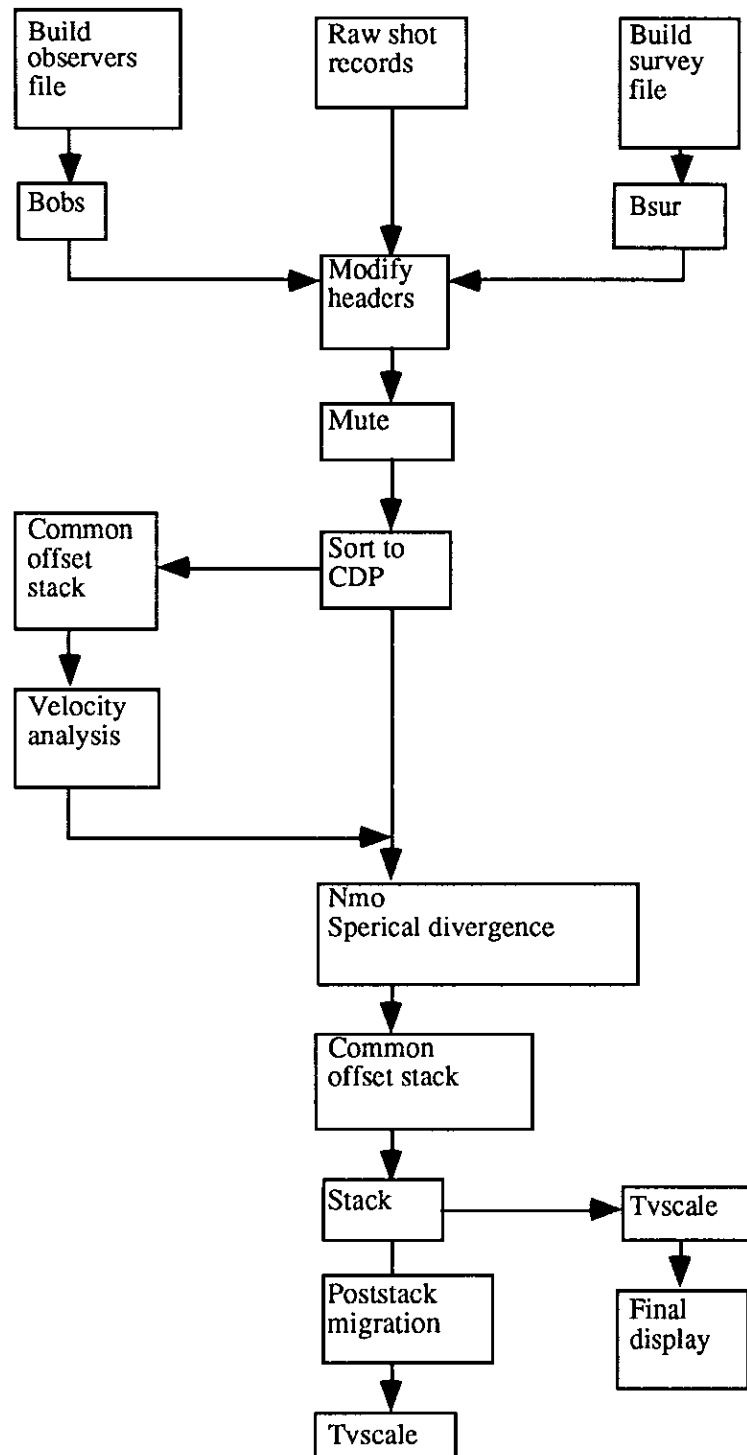 Build
observers
file
Raw shot
records
Build
survey
file
Bobs
Bsur
Modify
headers
Mute
Common
offset
stack
Sort to
CDP
Velocity
analysis
Nmo
Sperical divergence
Common
offset stack
Stack
Tvscale
Poststack
migration
Final
display
Tvscale